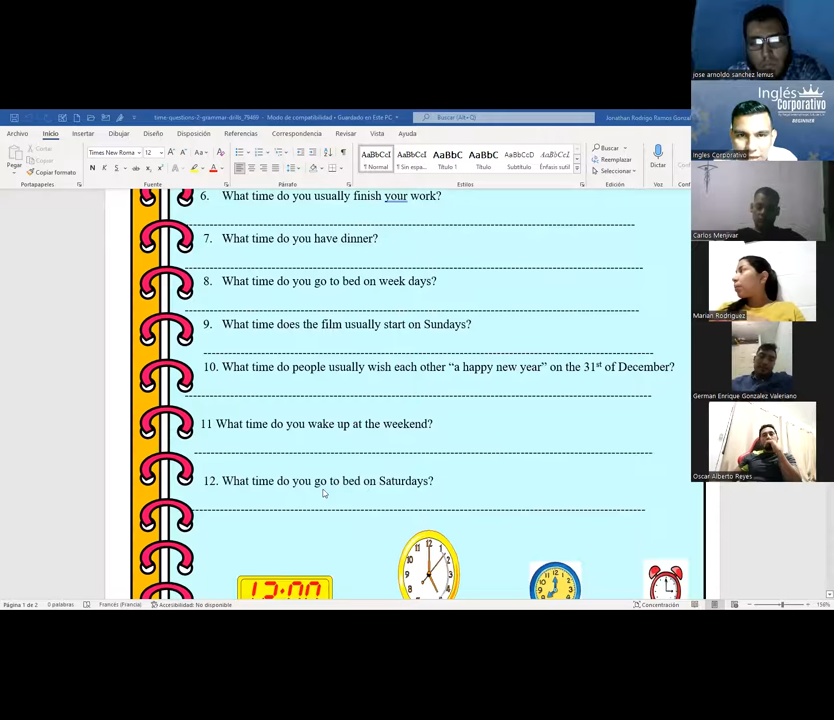 jose arnoldo sanchez lemus
Inglés
Corporativo
BEGINNER
Ingles Corporativo
Carlos Menjivar
Marian Rodriguez
German Enrique Gonzalez Valeriano
Oscar Alberto Reyes
time-questions-2-grammar-drills_79469 - Modo de compatibilidad • Guardado en Este PC
Buscar (Alt+Q)
Jonathan Rodrigo Ramos Gonzal
Archivo Inicio Insertar Dibujar Diseño Disposición Referencias Correspondencia Revisar Vista Ayuda
Pegar
Cortar
Copiar
Copiar formato
Portapapeles
Times New Roma 12
N K S
Fuente
Párrafo
AaBbCcI AaBbCcI AaBbC AaBbC AaBbCcD AaBbCcI
¶ Normal ¶ Sin espa... Título 1 Título Subtítulo Énfasis sutil
Estilos
Buscar
Reemplazar
Seleccionar
Edición
Dictar
Voz
6. What time do you usually finish your work?
7. What time do you have dinner?
8. What time do you go to bed on week days?
9. What time does the film usually start on Sundays?
10. What time do people usually wish each other “a happy new year” on the 31st of December?
11 What time do you wake up at the weekend?
12. What time do you go to bed on Saturdays?
12:00
Página 1 de 2 0 palabras Francés (Francia) Accesibilidad: No disponible
Concentración 156%